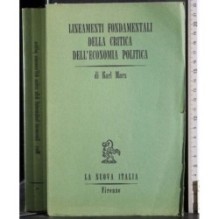 LINEAMENTI FONDAMENTALI
DELLA CRITICA
DELL'ECONOMIA POLITICA
di Karl Marx
LA NUOVA ITALIA
Firenze